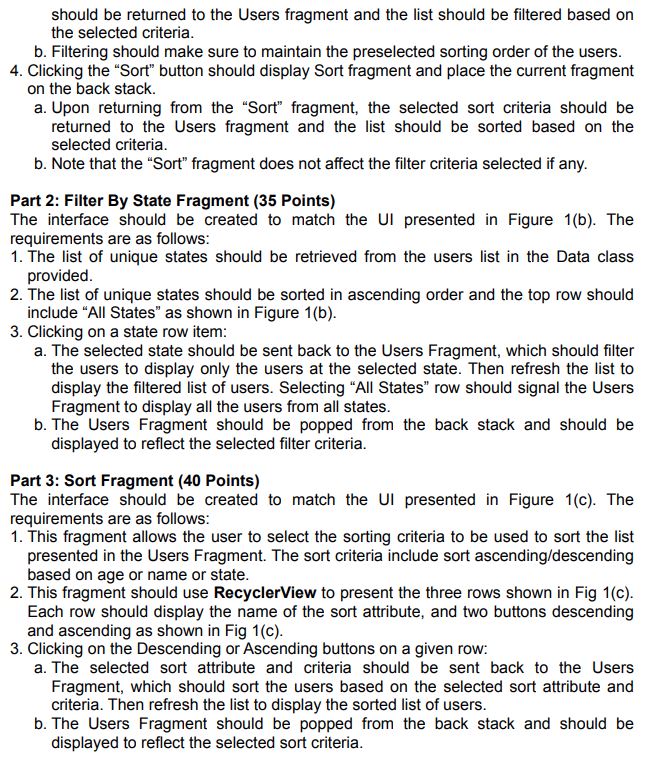 should be returned to the Users fragment and the list should be filtered based on
the selected criteria.
b. Filtering should make sure to maintain the preselected sorting order of the users.
4. Clicking the “Sort” button should display Sort fragment and place the current fragment
on the back stack.
a. Upon returning from the “Sort” fragment, the selected sort criteria should be
returned to the Users fragment and the list should be sorted based on the
selected criteria.
b. Note that the “Sort” fragment does not affect the filter criteria selected if any.
Part 2: Filter By State Fragment (35 Points)
The interface should be created to match the UI presented in Figure 1(b). The
requirements are as follows:
1. The list of unique states should be retrieved from the users list in the Data class
provided.
2. The list of unique states should be sorted in ascending order and the top row should
include “All States” as shown in Figure 1(b).
3. Clicking on a state row item:
a. The selected state should be sent back to the Users Fragment, which should filter
the users to display only the users at the selected state. Then refresh the list to
display the filtered list of users. Selecting “All States” row should signal the Users
Fragment to display all the users from all states.
b. The Users Fragment should be popped from the back stack and should be
displayed to reflect the selected filter criteria.
Part 3: Sort Fragment (40 Points)
The interface should be created to match the UI presented in Figure 1(c). The
requirements are as follows:
1. This fragment allows the user to select the sorting criteria to be used to sort the list
presented in the Users Fragment. The sort criteria include sort ascending/descending
based on age or name or state.
2. This fragment should use RecyclerView to present the three rows shown in Fig 1(c).
Each row should display the name of the sort attribute, and two buttons descending
and ascending as shown in Fig 1(c).
3. Clicking on the Descending or Ascending buttons on a given row:
a. The selected sort attribute and criteria should be sent back to the Users
Fragment, which should sort the users based on the selected sort attribute and
criteria. Then refresh the list to display the sorted list of users.
b. The Users Fragment should be popped from the back stack and should be
displayed to reflect the selected sort criteria.